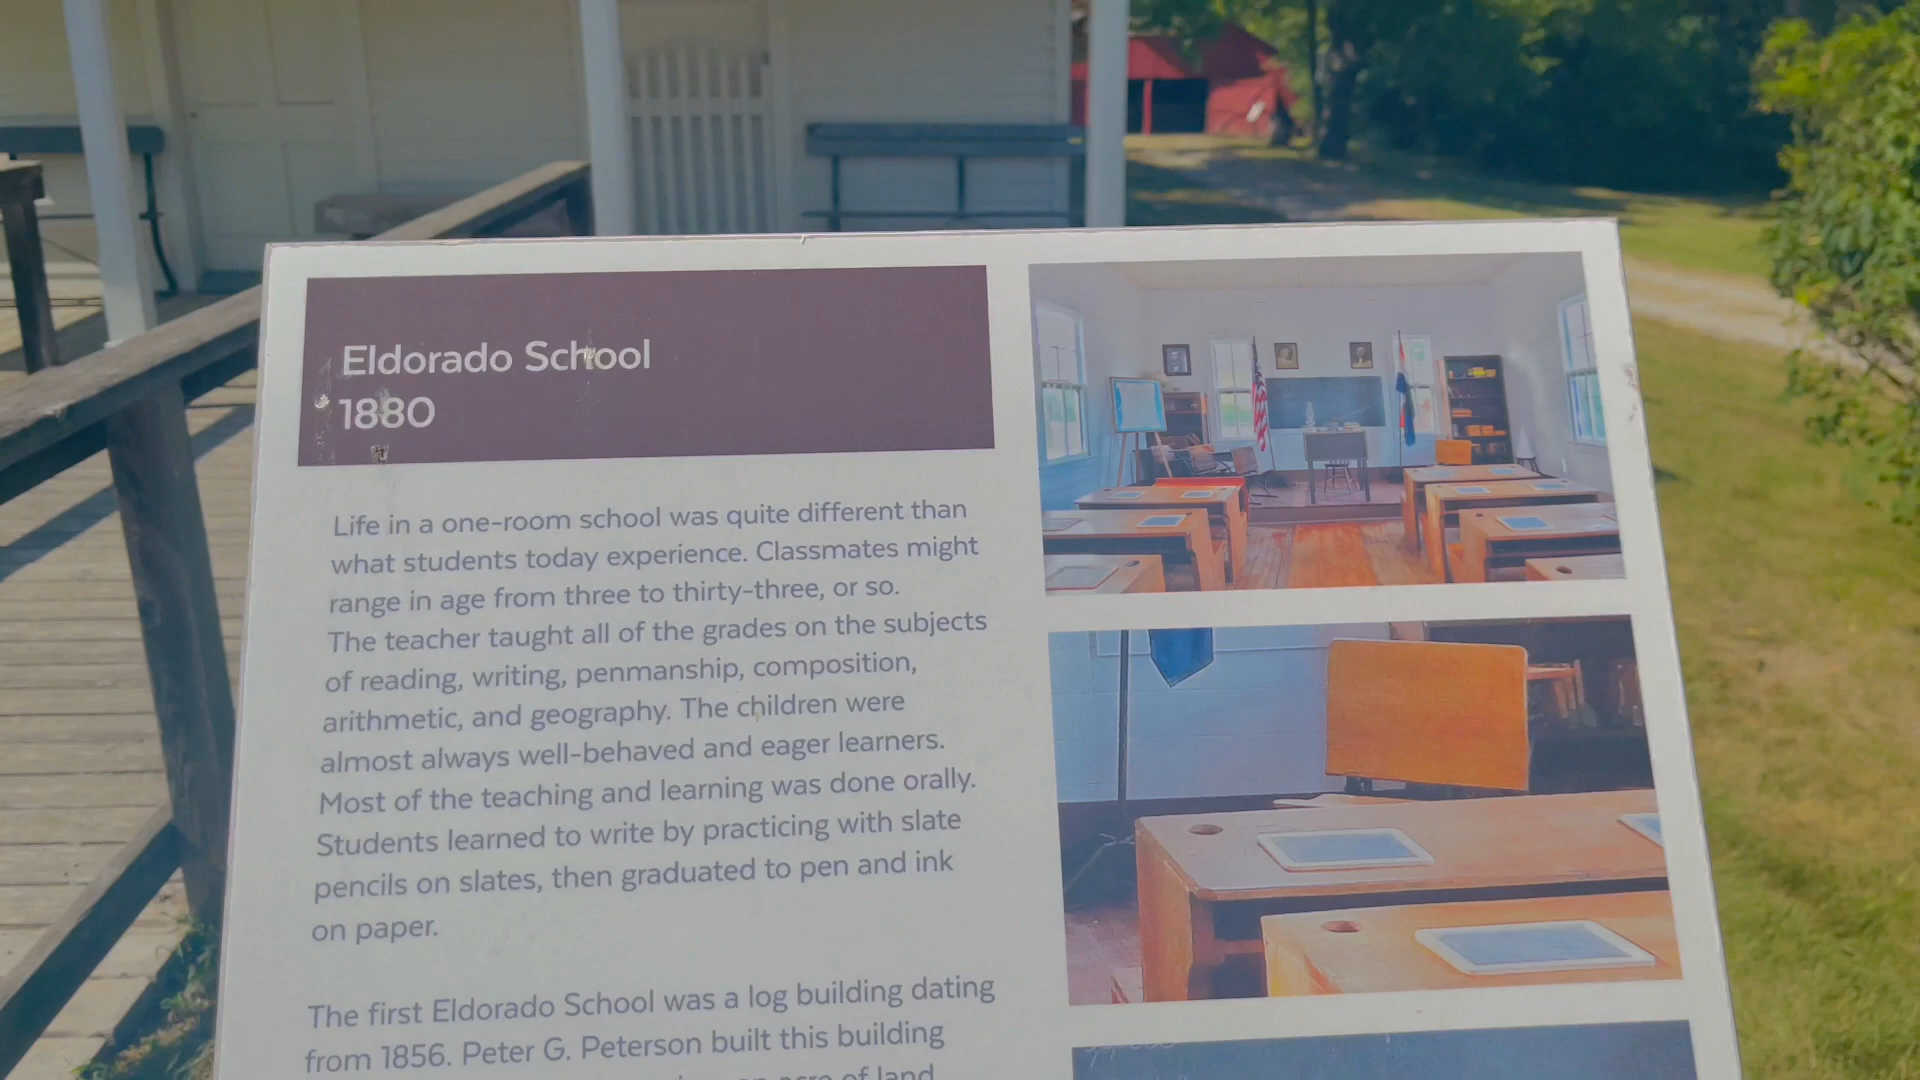 Eldorado School
1880
Life in a one-room school was quite different than
what students today experience. Classmates might
range in age from three to thirty-three, or so.
The teacher taught all of the grades on the subjects
of reading, writing, penmanship, composition,
arithmetic, and geography. The children were
almost always well-behaved and eager learners.
Most of the teaching and learning was done orally.
Students learned to write by practicing with slate
pencils on slates, then graduated to pen and ink
on paper.
The first Eldorado School was a log building dating
from 1856. Peter G. Peterson built this building
acre of land